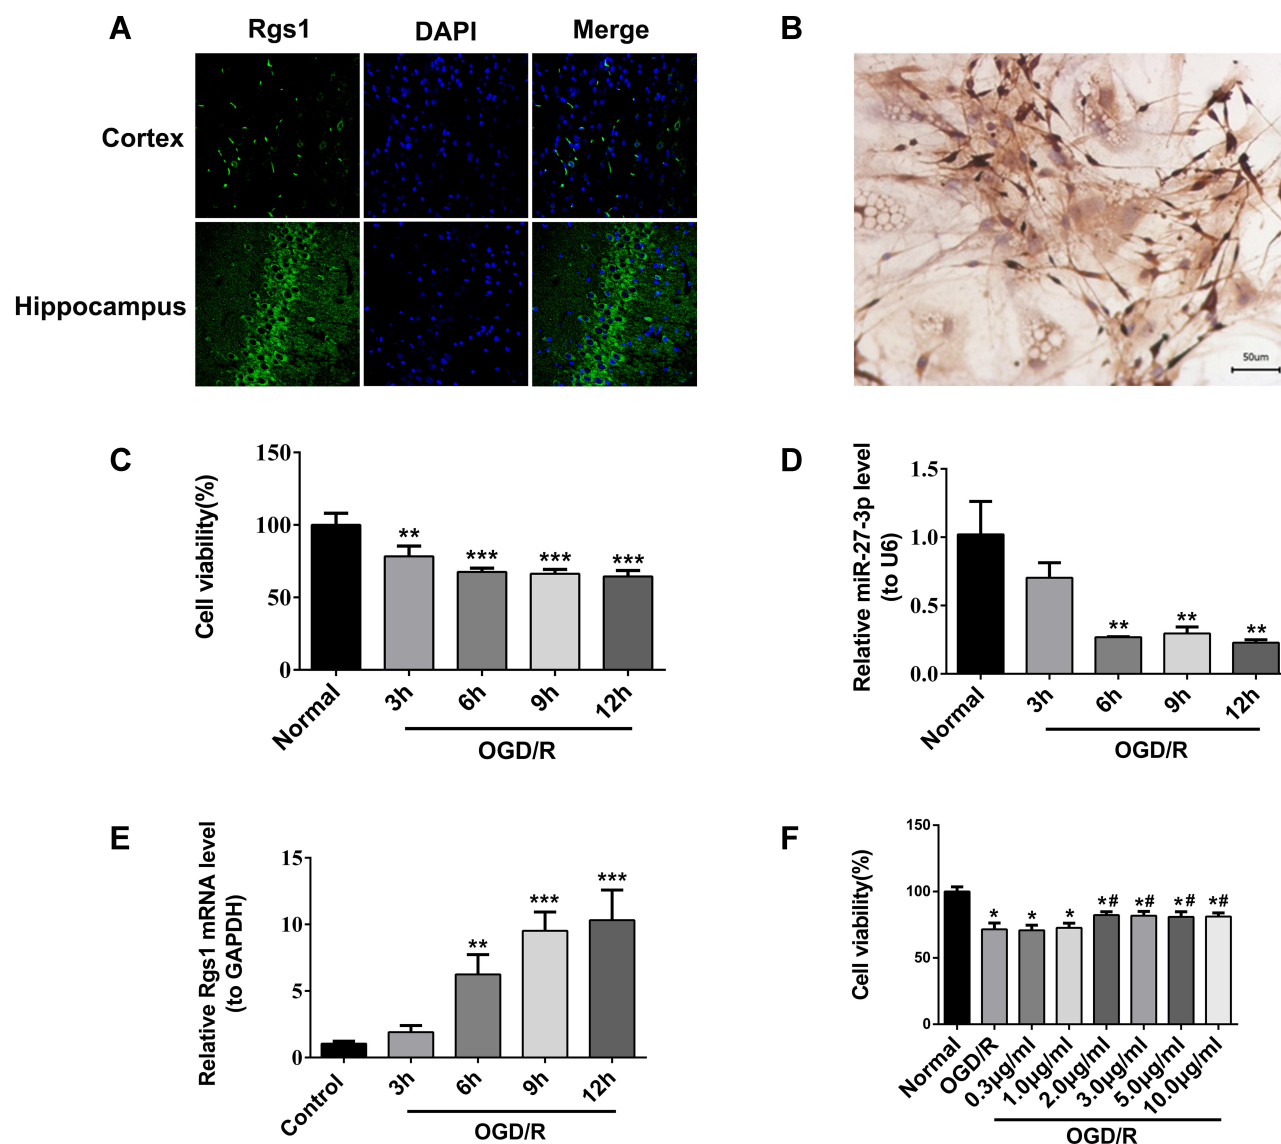 A
Rgs1
DAPI
Merge
B
Cortex
Hippocampus
50um
C
Cell viability(%)
150
100
50
0
**
***
***
***
Normal
3h
6h
9h
12h
OGD/R
D
Relative miR-27-3p level
(to U6)
1.5
1.0
0.5
0.0
**
**
**
Normal
3h
6h
9h
12h
OGD/R
E
Relative Rgs1 mRNA level
(to GAPDH)
15
10
5
0
**
***
***
Control
3h
6h
9h
12h
OGD/R
F
Cell viability(%)
150
100
50
0
*
*
*
*#
*#
*#
*#
Normal
OGD/R
0.3μg/ml
1.0μg/ml
2.0μg/ml
3.0μg/ml
5.0μg/ml
10.0μg/ml
OGD/R